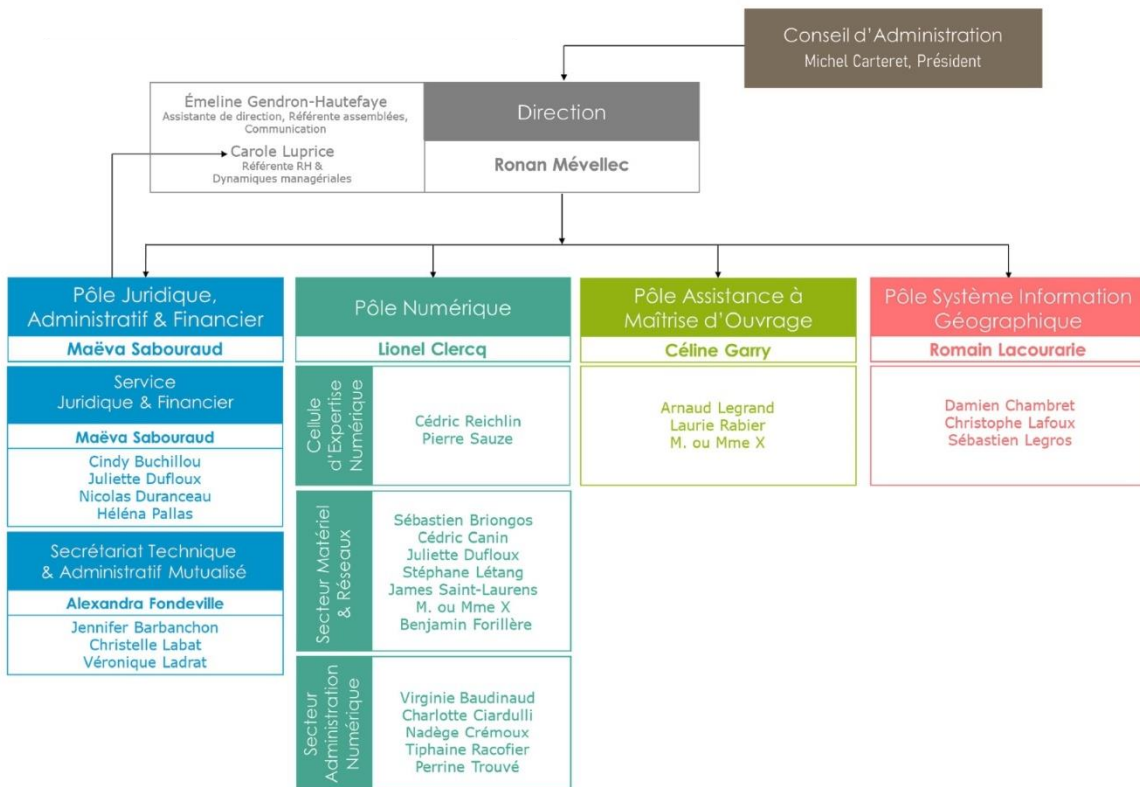 Conseil d'Administration
Michel Carteret, Président
Émeline Gendron-Hautefaye
Assistante de direction, Référente assemblées,
Communication
Carole Luprice
Référente RH &
Dynamiques managériales
Direction
Ronan Mévellec
Pôle Juridique,
Administratif & Financier
Maëva Sabouraud
Service
Juridique & Financier
Maëva Sabouraud
Cindy Buchillou
Juliette Dufloux
Nicolas Duranceau
Héléna Pallas
Secrétariat Technique
& Administratif Mutualisé
Alexandra Fondeville
Jennifer Barbanchon
Christelle Labat
Véronique Ladrat
Pôle Numérique
Lionel Clercq
Cellule
d'Expertise
Numérique
Cédric Reichlin
Pierre Sauze
Secteur Matériel
& Réseaux
Sébastien Briongos
Cédric Canin
Juliette Dufloux
Stéphane Létang
James Saint-Laurens
M. ou Mme X
Benjamin Forillère
Secteur
Administration
Numérique
Virginie Baudinaud
Charlotte Ciardulli
Nadège Crémoux
Tiphaine Racofier
Perrine Trouvé
Pôle Assistance à
Maîtrise d'Ouvrage
Céline Garry
Arnaud Legrand
Laurie Rabier
M. ou Mme X
Pôle Système Information
Géographique
Romain Lacourarie
Damien Chambret
Christophe Lafoux
Sébastien Legros